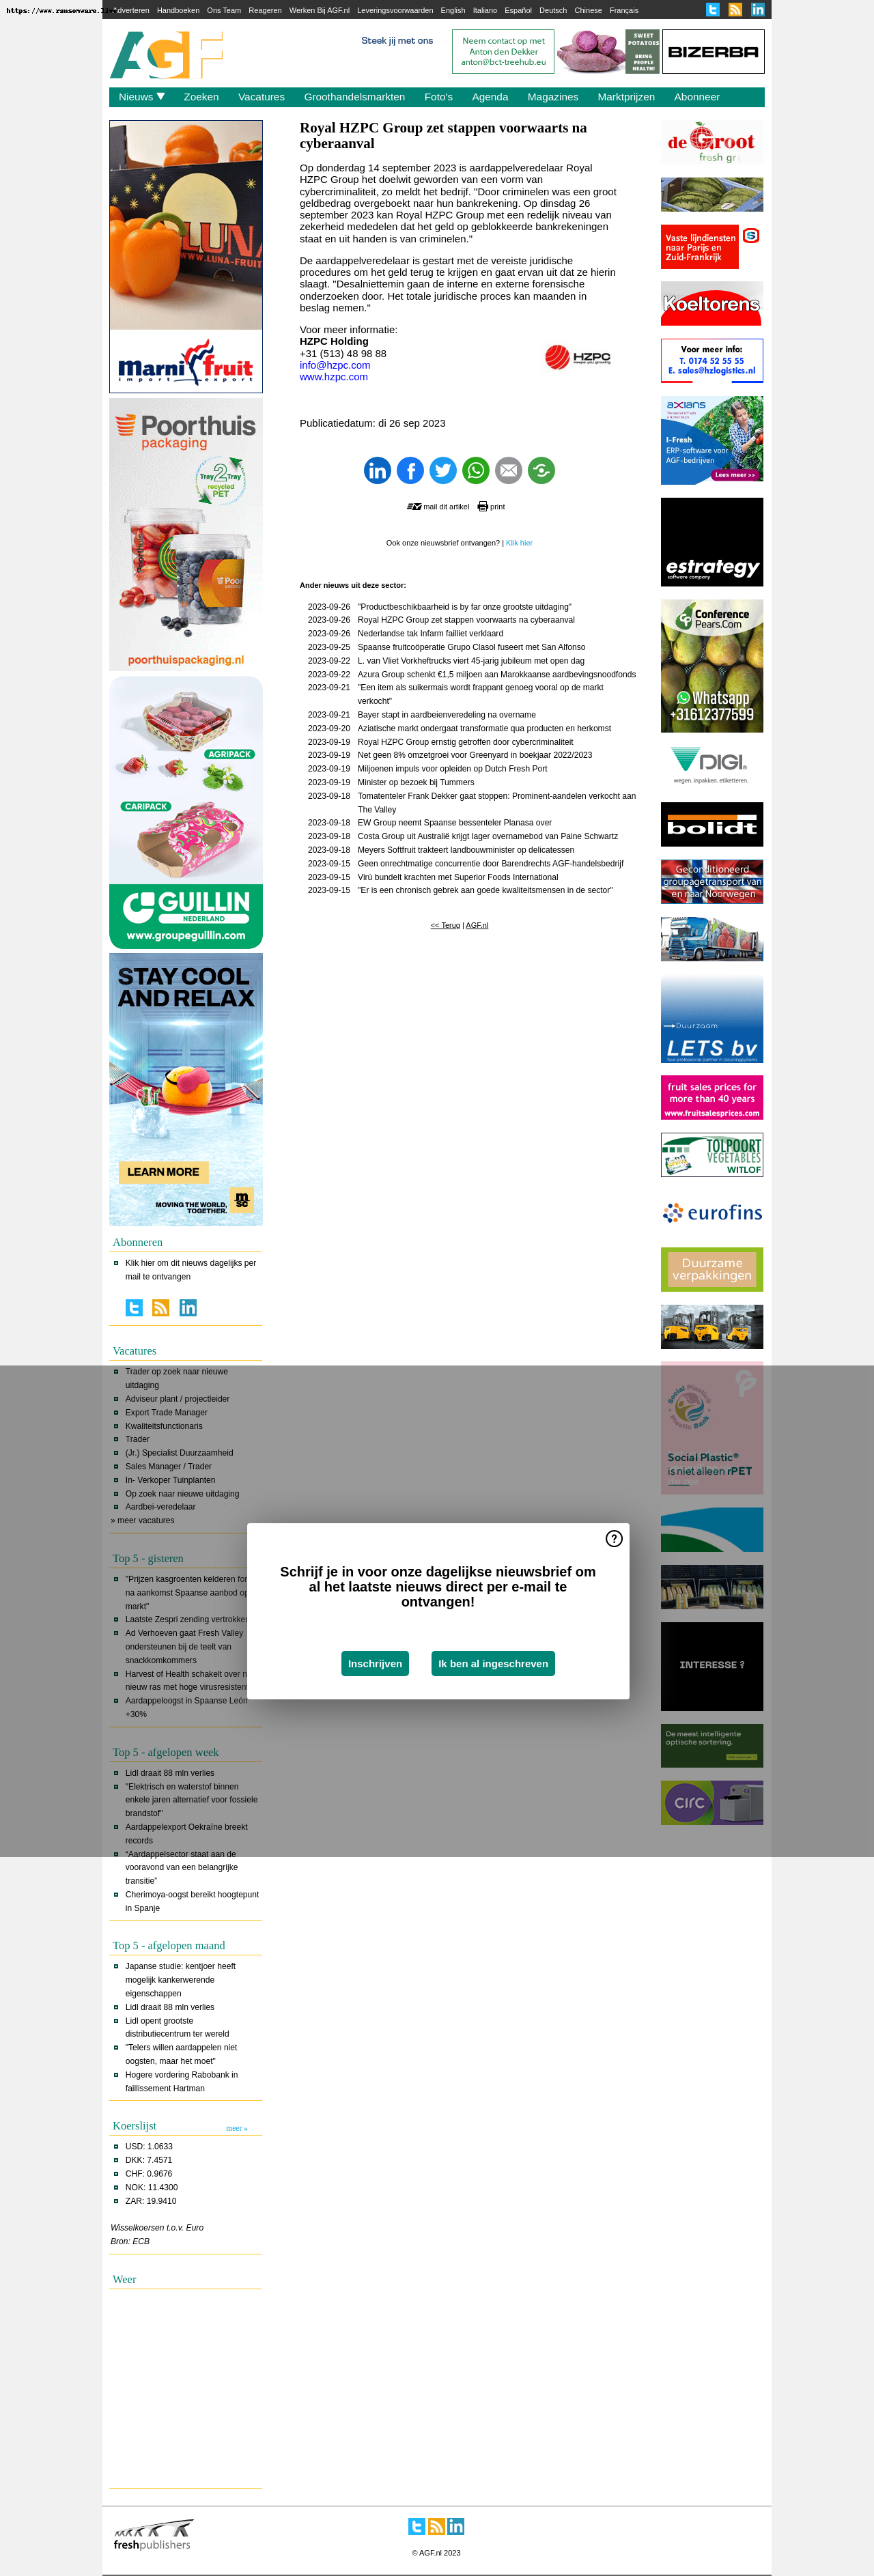 https://www.ransomware.live
Adverteren Handboeken Ons Team Reageren Werken Bij AGF.nl Leveringsvoorwaarden English Italiano Español Deutsch Chinese Français
AGF
Steek jij met ons
Neem contact op met
Anton den Dekker
anton@bct-treehub.eu
SWEET
POTATOES
BRING
PEOPLE
HEALTH!
BIZERBA
Nieuws Zoeken Vacatures Groothandelsmarkten Foto's Agenda Magazines Marktprijzen Abonneer
LUNA
WWW.LUNA-FRUIT
Marni fruit
import export
Poorthuis
packaging
Tray2Tray
recycled
PET
Poorthuis
Poor
poorthuispackaging.nl
AGRIPACK
CARIPACK
GUILLIN
NEDERLAND
www.groupeguillin.com
STAY COOL
AND RELAX
LEARN MORE
MOVING THE WORLD,
TOGETHER.
msc
Abonneren
Klik hier om dit nieuws dagelijks per
mail te ontvangen
Vacatures
Trader op zoek naar nieuwe
uitdaging
Adviseur plant / projectleider
Export Trade Manager
Kwaliteitsfunctionaris
Trader
(Jr.) Specialist Duurzaamheid
Sales Manager / Trader
In- Verkoper Tuinplanten
Op zoek naar nieuwe uitdaging
Aardbei-veredelaar
» meer vacatures
Top 5 - gisteren
"Prijzen kasgroenten kelderen
na aankomst Spaanse aanbod op
markt"
Laatste Zespri zending vertrokken
Ad Verhoeven gaat Fresh Valley
ondersteunen bij de teelt van
snackkomkommers
Harvest of Health schakelt over
nieuw ras met hoge virusresistent
Aardappeloogst in Spaanse León
+30%
Top 5 - afgelopen week
Lidl draait 88 mln verlies
"Elektrisch en waterstof binnen
enkele jaren alternatief voor fossiele
brandstof"
Aardappelexport Oekraïne breekt
records
"Aardappelsector staat aan de
vooravond van een belangrijke
transitie"
Cherimoya-oogst bereikt hoogtepunt
in Spanje
Top 5 - afgelopen maand
Japanse studie: kentjoer heeft
mogelijk kankerwerende
eigenschappen
Lidl draait 88 mln verlies
Lidl opent grootste
distributiecentrum ter wereld
"Telers willen aardappelen niet
oogsten, maar het moet"
Hogere vordering Rabobank in
faillissement Hartman
Koerslijst meer »
USD: 1.0633
DKK: 7.4571
CHF: 0.9676
NOK: 11.4300
ZAR: 19.9410
Wisselkoersen t.o.v. Euro
Bron: ECB
Weer
Royal HZPC Group zet stappen voorwaarts na
cyberaanval
Op donderdag 14 september 2023 is aardappelveredelaar Royal
HZPC Group het doelwit geworden van een vorm van
cybercriminaliteit, zo meldt het bedrijf. "Door criminelen was een groot
geldbedrag overgeboekt naar hun bankrekening. Op dinsdag 26
september 2023 kan Royal HZPC Group met een redelijk niveau van
zekerheid mededelen dat het geld op geblokkeerde bankrekeningen
staat en uit handen is van criminelen."
De aardappelveredelaar is gestart met de vereiste juridische
procedures om het geld terug te krijgen en gaat ervan uit dat ze hierin
slaagt. "Desalniettemin gaan de interne en externe forensische
onderzoeken door. Het totale juridische proces kan maanden in
beslag nemen."
Voor meer informatie:
HZPC Holding
+31 (513) 48 98 88
info@hzpc.com
www.hzpc.com
HZPC
Publicatiedatum: di 26 sep 2023
mail dit artikel print
Ook onze nieuwsbrief ontvangen? | Klik hier
Ander nieuws uit deze sector:
2023-09-26 "Productbeschikbaarheid is by far onze grootste uitdaging"
2023-09-26 Royal HZPC Group zet stappen voorwaarts na cyberaanval
2023-09-26 Nederlandse tak Infarm failliet verklaard
2023-09-25 Spaanse fruitcoöperatie Grupo Clasol fuseert met San Alfonso
2023-09-22 L. van Vliet Vorkheftrucks viert 45-jarig jubileum met open dag
2023-09-22 Azura Group schenkt €1,5 miljoen aan Marokkaanse aardbevingsnoodfonds
2023-09-21 "Een item als suikermais wordt frappant genoeg vooral op de markt
verkocht"
2023-09-21 Bayer stapt in aardbeienveredeling na overname
2023-09-20 Aziatische markt ondergaat transformatie qua producten en herkomst
2023-09-19 Royal HZPC Group ernstig getroffen door cybercriminaliteit
2023-09-19 Net geen 8% omzetgroei voor Greenyard in boekjaar 2022/2023
2023-09-19 Miljoenen impuls voor opleiden op Dutch Fresh Port
2023-09-19 Minister op bezoek bij Tummers
2023-09-18 Tomatenteler Frank Dekker gaat stoppen: Prominent-aandelen verkocht aan
The Valley
2023-09-18 EW Group neemt Spaanse bessenteler Planasa over
2023-09-18 Costa Group uit Australië krijgt lager overnamebod van Paine Schwartz
2023-09-18 Meyers Softfruit trakteert landbouwminister op delicatessen
2023-09-15 Geen onrechtmatige concurrentie door Barendrechts AGF-handelsbedrijf
2023-09-15 Virú bundelt krachten met Superior Foods International
2023-09-15 "Er is een chronisch gebrek aan goede kwaliteitsmensen in de sector"
<< Terug | AGF.nl
Schrijf je in voor onze dagelijkse nieuwsbrief om
al het laatste nieuws direct per e-mail te
ontvangen!
Inschrijven Ik ben al ingeschreven
de Groot
fresh gr
Vaste lijndiensten
naar Parijs en
Zuid-Frankrijk
Koeltorens
Voor meer info:
T. 0174 52 55 55
E. sales@hzlogistics.nl
axians
I-Fresh
ERP-software voor
AGF-bedrijven
Lees meer >>
estrategy
software company
Conference
Pears.Com
Whatsapp
+31612377599
DIGI
wegen. inpakken. etiketteren.
bolidt
Geconditioneerd
groupagetransport van
en naar Noorwegen
Duurzaam
LETS bv
fruit sales prices for
more than 40 years
www.fruitsalesprices.com
TOLPOORT
VEGETABLES
WITLOF
eurofins
Duurzame
verpakkingen
Social Plastic®
Plastic Bank
Social Plastic®
is niet alleen rPET
INTERESSE ?
De meest intelligente
optische sortering.
circ
freshpublishers
© AGF.nl 2023